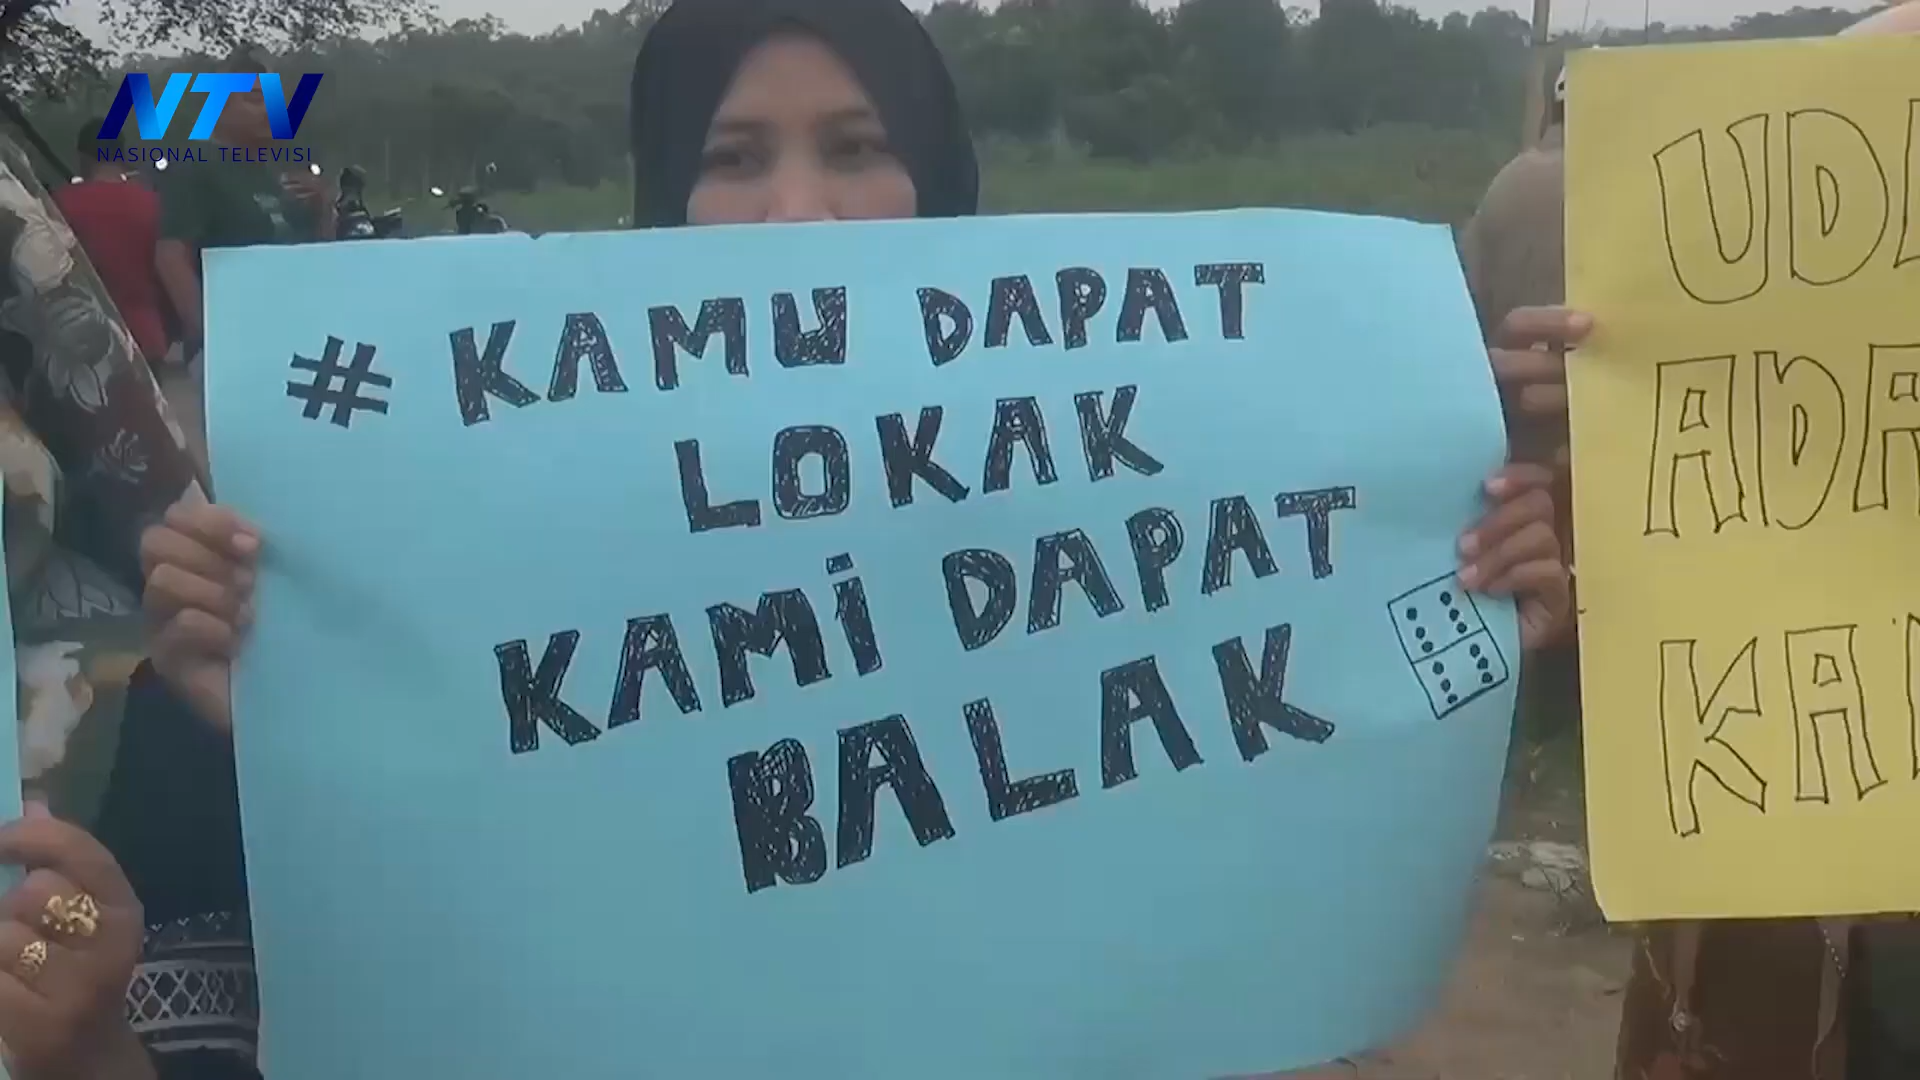 NTV
NASIONAL TELEVISI
# KAMU DAPAT
LOKAK
KAMi DAPAT
BALAK